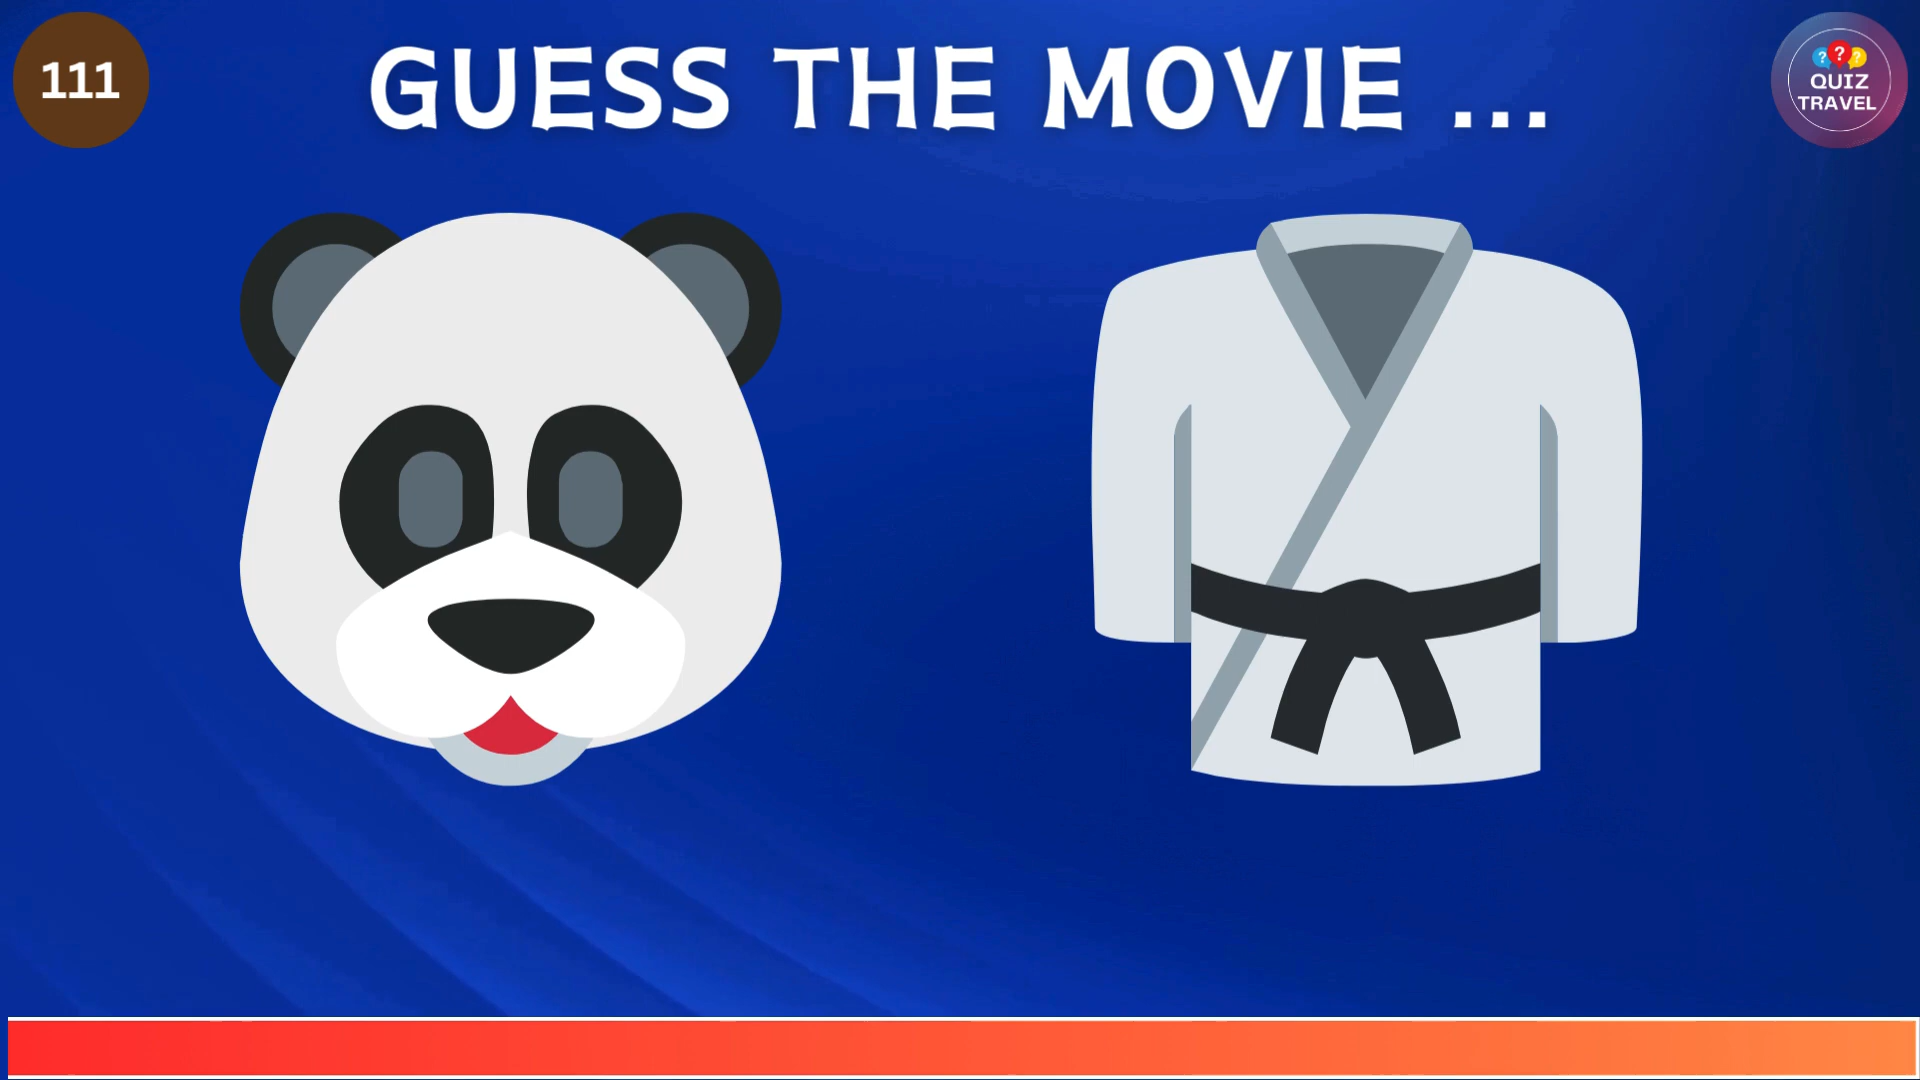 111
GUESS THE MOVIE ...
? ? ?
QUIZ
TRAVEL